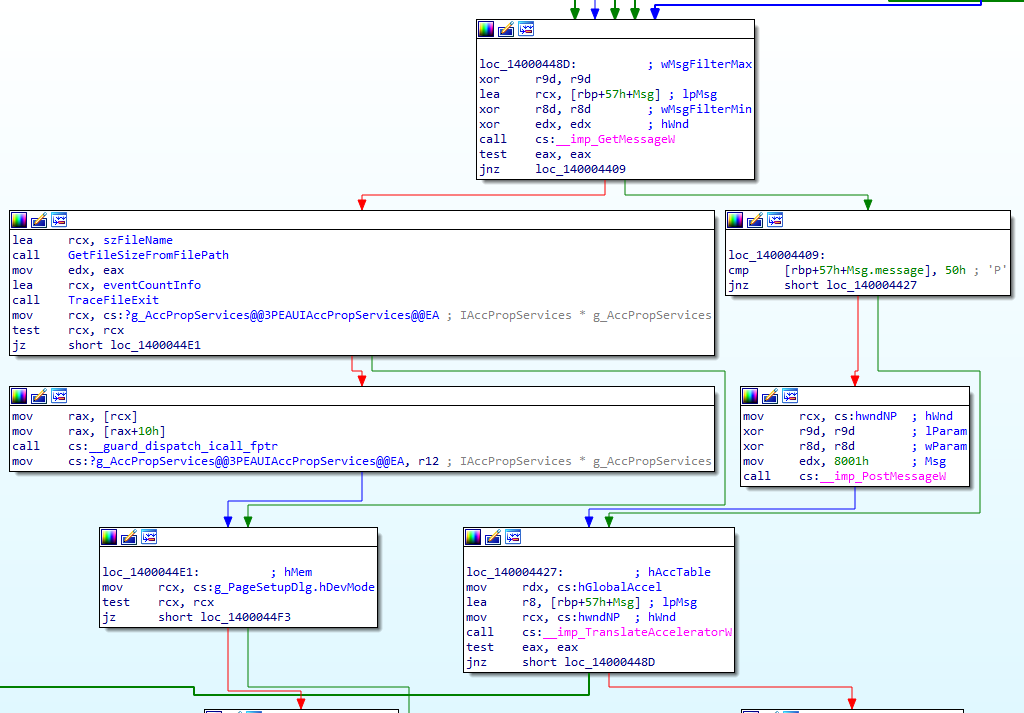 loc_14000448D: ; wMsgFilterMax
xor r9d, r9d
lea rcx, [rbp+57h+Msg] ; lpMsg
xor r8d, r8d ; wMsgFilterMin
xor edx, edx ; hWnd
call cs:__imp_GetMessageW
test eax, eax
jnz loc_140004409
lea rcx, szFileName
call GetFileSizeFromFilePath
mov edx, eax
lea rcx, eventCountInfo
call TraceFileExit
mov rcx, cs:?g_AccPropServices@@3PEAUIAccPropServices@@EA ; IAccPropServices * g_AccPropServices
test rcx, rcx
jz short loc_1400044E1
loc_140004409:
cmp [rbp+57h+Msg.message], 50h ; 'P'
jnz short loc_140004427
mov rax, [rcx]
mov rax, [rax+10h]
call cs:__guard_dispatch_icall_fptr
mov cs:?g_AccPropServices@@3PEAUIAccPropServices@@EA, r12 ; IAccPropServices * g_AccPropServices
mov rcx, cs:hwndNP ; hWnd
xor r9d, r9d ; lParam
xor r8d, r8d ; wParam
mov edx, 8001h ; Msg
call cs:__imp_PostMessageW
loc_1400044E1: ; hMem
mov rcx, cs:g_PageSetupDlg.hDevMode
test rcx, rcx
jz short loc_1400044F3
loc_140004427: ; hAccTable
mov rdx, cs:hGlobalAccel
lea r8, [rbp+57h+Msg] ; lpMsg
mov rcx, cs:hwndNP ; hWnd
call cs:__imp_TranslateAcceleratorW
test eax, eax
jnz short loc_14000448D